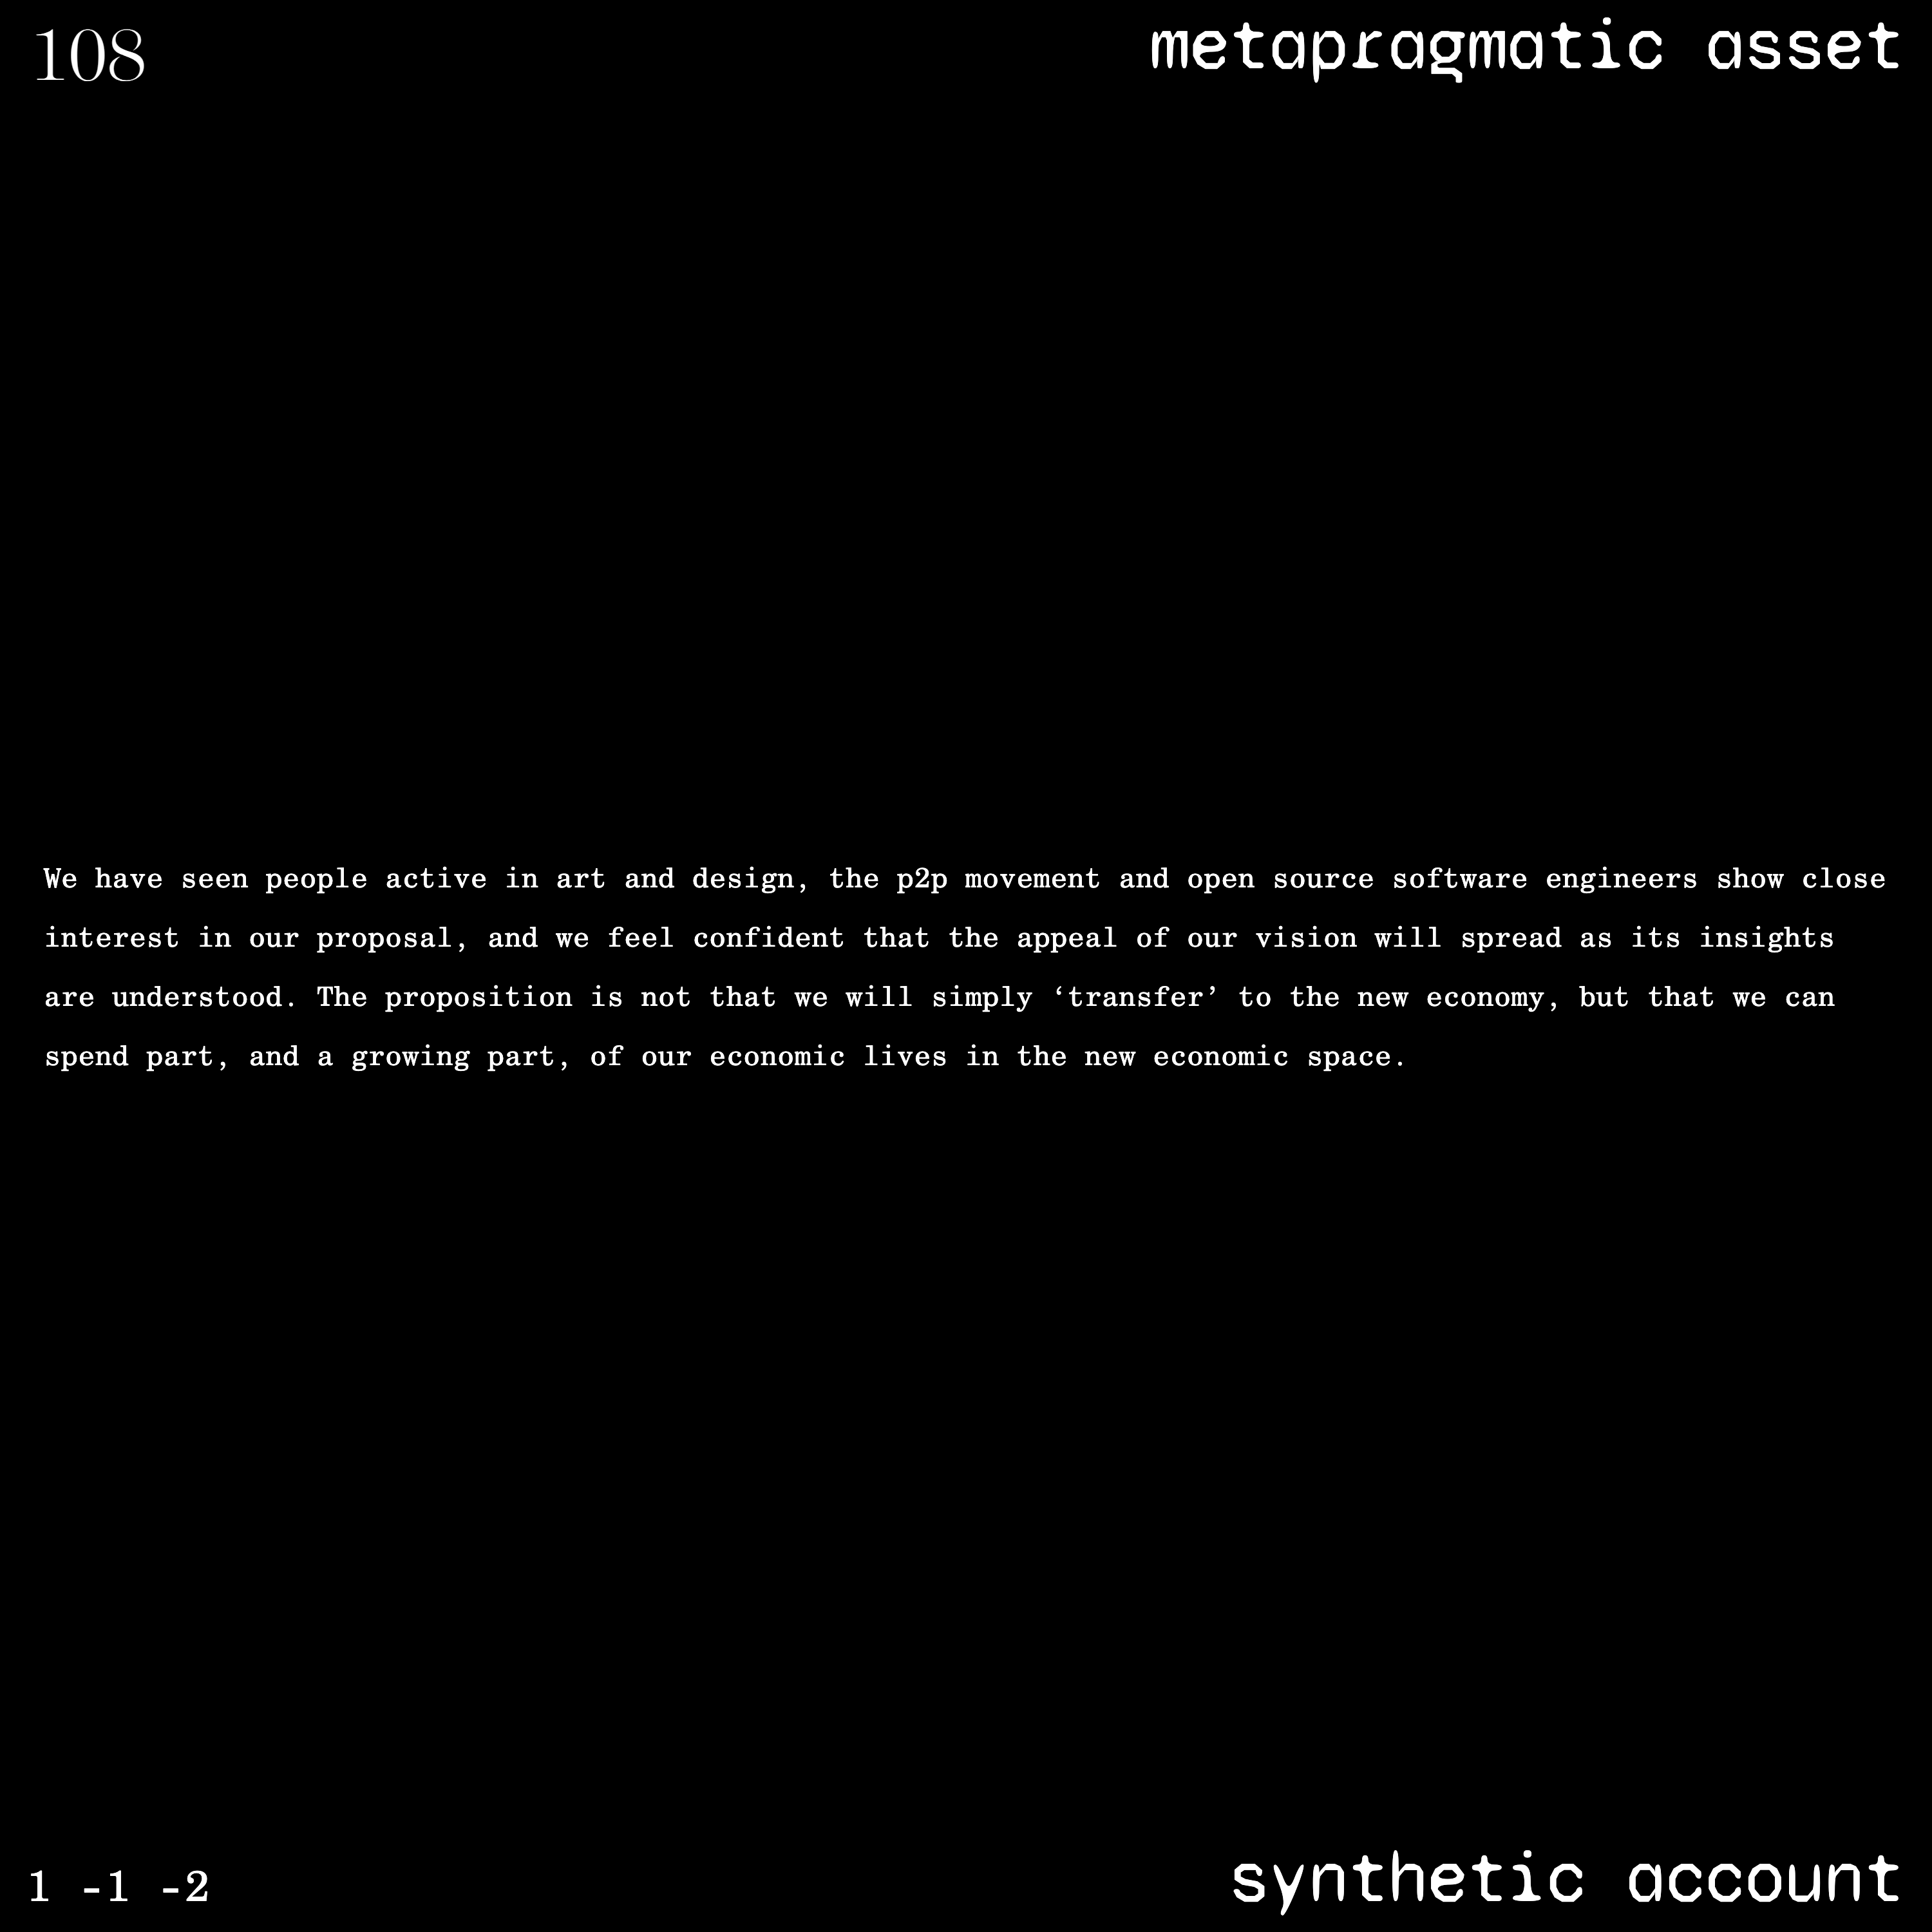 108
metapragmatic asset
We have seen people active in art and design, the p2p movement and open source software engineers show close
interest in our proposal, and we feel confident that the appeal of our vision will spread as its insights
are understood. The proposition is not that we will simply ‘transfer’ to the new economy, but that we can
spend part, and a growing part, of our economic lives in the new economic space.
1 -1 -2
synthetic account